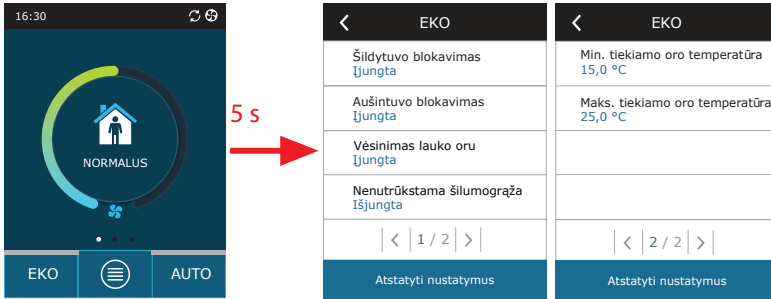 16:30
NORMALUS
EKO
AUTO
5 s
EKO
Šildytuvo blokavimas
Įjungta
Aušintuvo blokavimas
Įjungta
Vėsinimas lauko oru
Įjungta
Nenutrūkstama šilumogrąža
Išjungta
1 / 2
Atstatyti nustatymus
EKO
Min. tiekiamo oro temperatūra
15,0 °C
Maks. tiekiamo oro temperatūra
25,0 °C
2 / 2
Atstatyti nustatymus